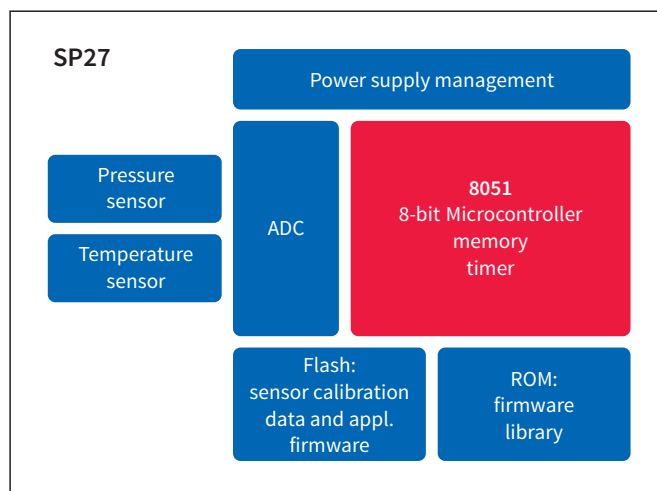 SP27
Power supply management
Pressure
sensor
Temperature
sensor
ADC
8051
8-bit Microcontroller
memory
timer
Flash:
sensor calibration
data and appl.
firmware
ROM:
firmware
library